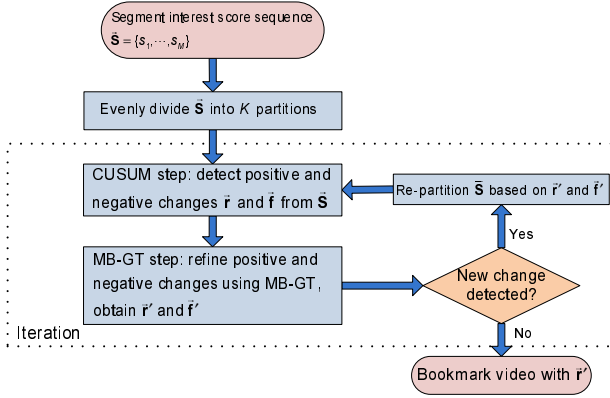 Segment interest score sequence
S⃗ = {s₁,⋯,s_M}
Evenly divide S⃗ into K partitions
CUSUM step: detect positive and
negative changes r⃗ and f⃗ from S⃗
Re-partition S⃗ based on r⃗′ and f⃗′
Yes
MB-GT step: refine positive and
negative changes using MB-GT,
obtain r⃗′ and f⃗′
New change
detected?
Iteration
No
Bookmark video with r⃗′